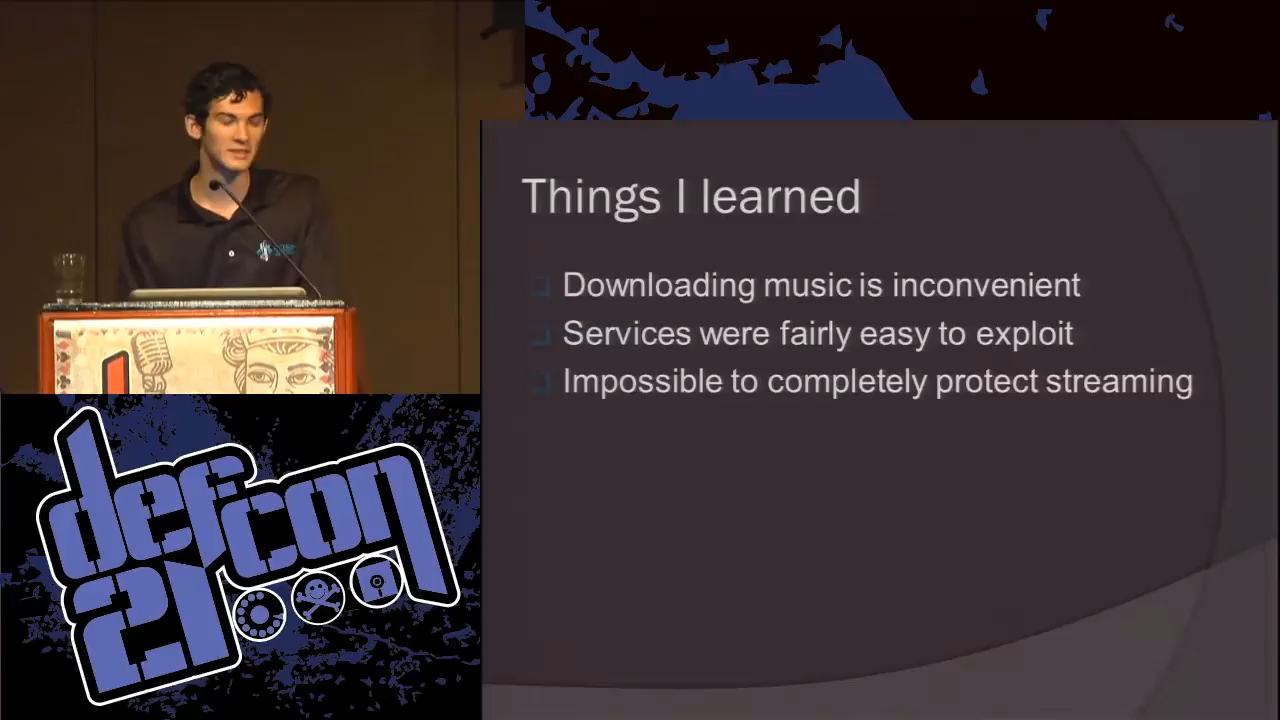 Things I learned
Downloading music is inconvenient
Services were fairly easy to exploit
Impossible to completely protect streaming
defcon
21